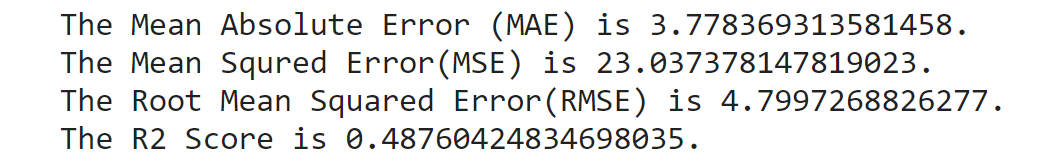 The Mean Absolute Error (MAE) is 3.778369313581458.
The Mean Squred Error(MSE) is 23.037378147819023.
The Root Mean Squared Error(RMSE) is 4.7997268826277.
The R2 Score is 0.48760424834698035.